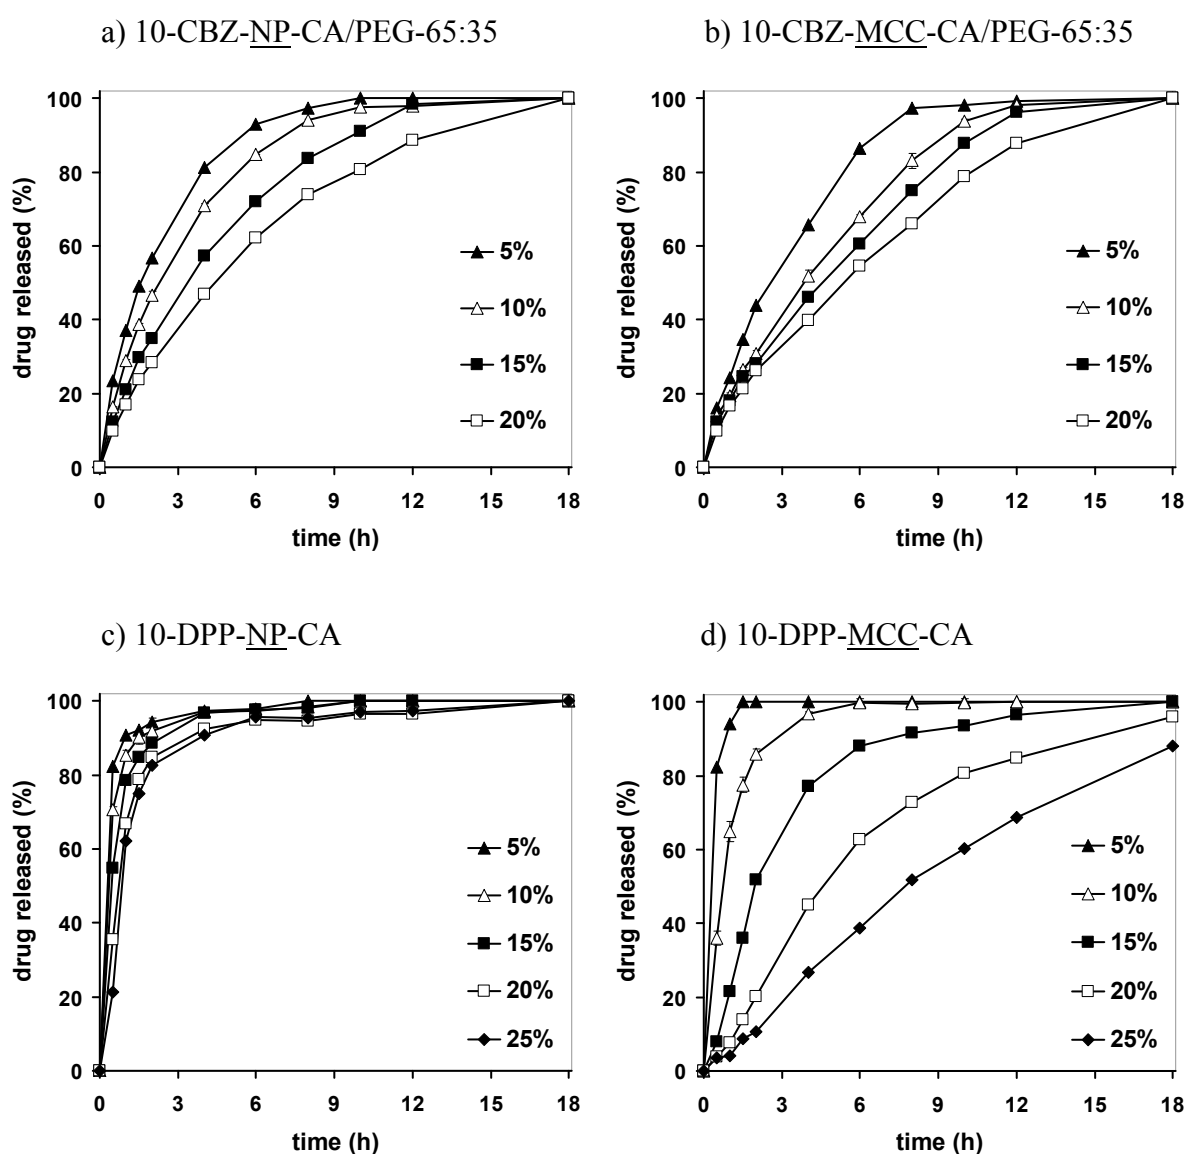 a) 10-CBZ-NP-CA/PEG-65:35
b) 10-CBZ-MCC-CA/PEG-65:35
drug released (%)
100
80
60
40
20
0
0 3 6 9 12 15 18
time (h)
5%
10%
15%
20%
drug released (%)
100
80
60
40
20
0
0 3 6 9 12 15 18
time (h)
5%
10%
15%
20%
c) 10-DPP-NP-CA
d) 10-DPP-MCC-CA
drug released (%)
100
80
60
40
20
0
0 3 6 9 12 15 18
time (h)
5%
10%
15%
20%
25%
drug released (%)
100
80
60
40
20
0
0 3 6 9 12 15 18
time (h)
5%
10%
15%
20%
25%